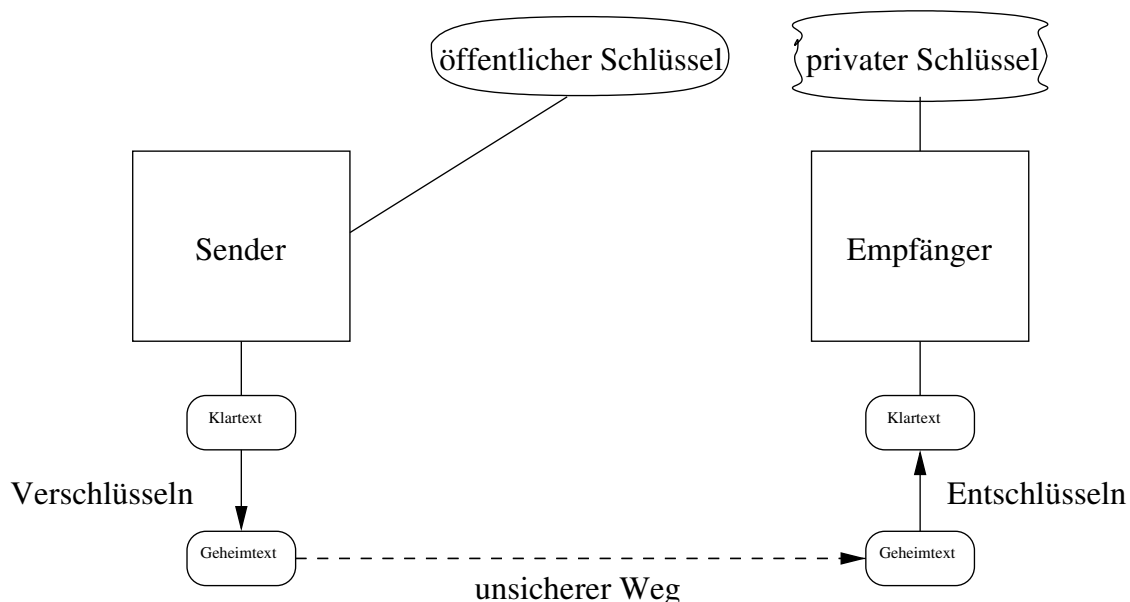 öffentlicher Schlüssel
privater Schlüssel
Sender
Empfänger
Klartext
Klartext
Verschlüsseln
Entschlüsseln
Geheimtext
Geheimtext
unsicherer Weg